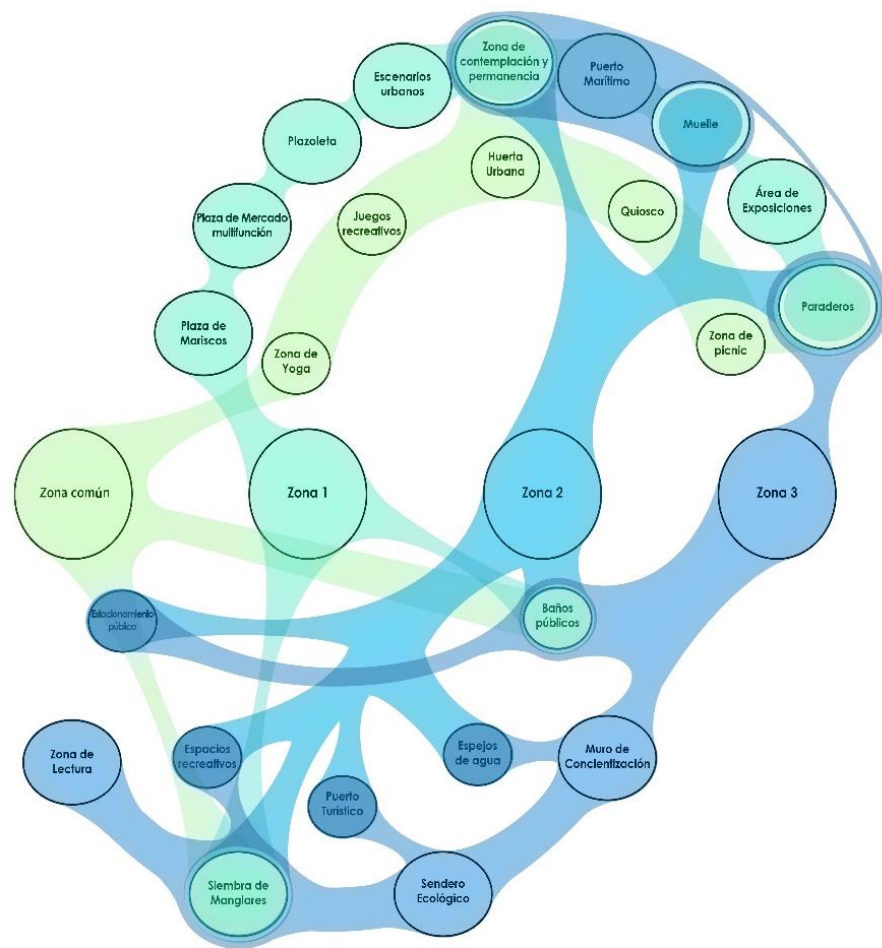 Zona de
contemplación y
permanencia
Puerto
Marítimo
Escenarios
urbanos
Muelle
Plazoleta
Huerta
Urbana
Juegos
recreativos
Quiosco
Área de
Exposiciones
Plaza de Mercado
multifunción
Paraderos
Plaza de
Mariscos
Zona de
Yoga
Zona de
picnic
Zona común
Zona 1
Zona 2
Zona 3
Estacionamiento
público
Baños
públicos
Zona de
Lectura
Espacios
recreativos
Espejos
de agua
Muro de
Concientización
Puerto
Turístico
Siembra de
Manglares
Sendero
Ecológico